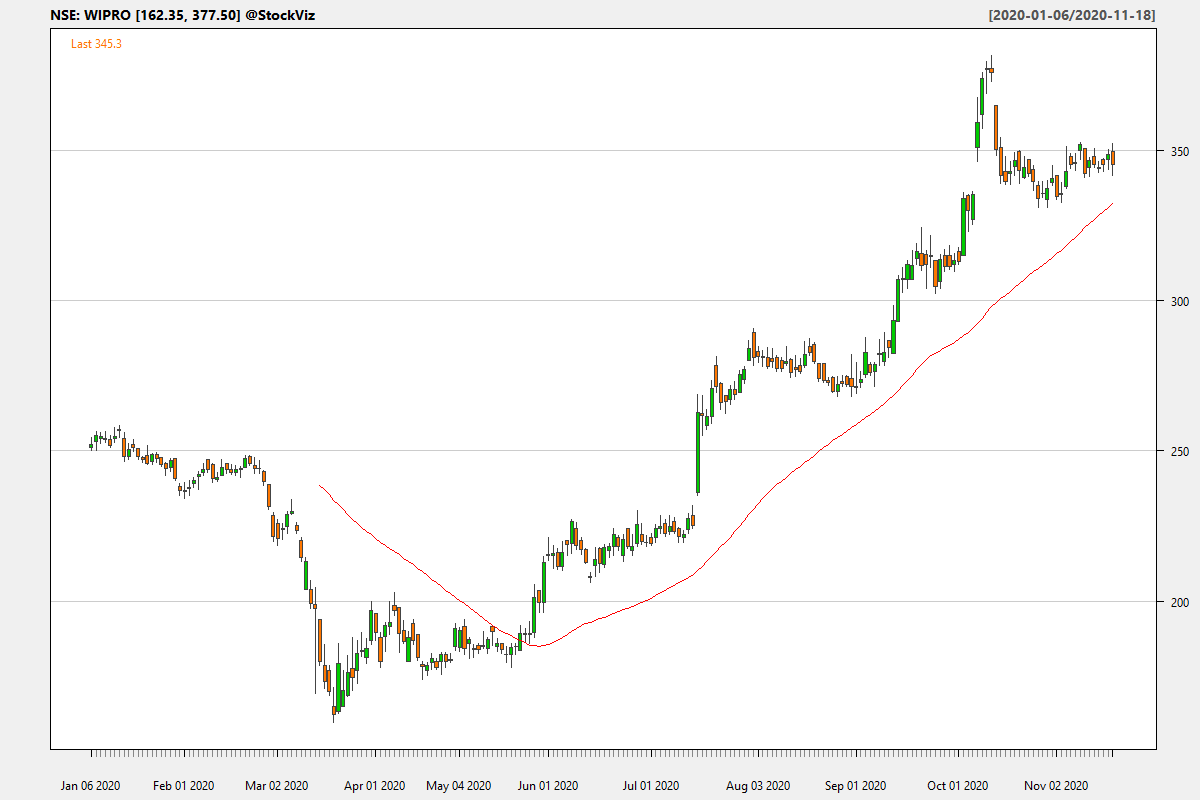 NSE: WIPRO [162.35, 377.50] @StockViz
[2020-01-06/2020-11-18]
Last 345.3
350
300
250
200
Jan 06 2020
Feb 01 2020
Mar 02 2020
Apr 01 2020
May 04 2020
Jun 01 2020
Jul 01 2020
Aug 03 2020
Sep 01 2020
Oct 01 2020
Nov 02 2020